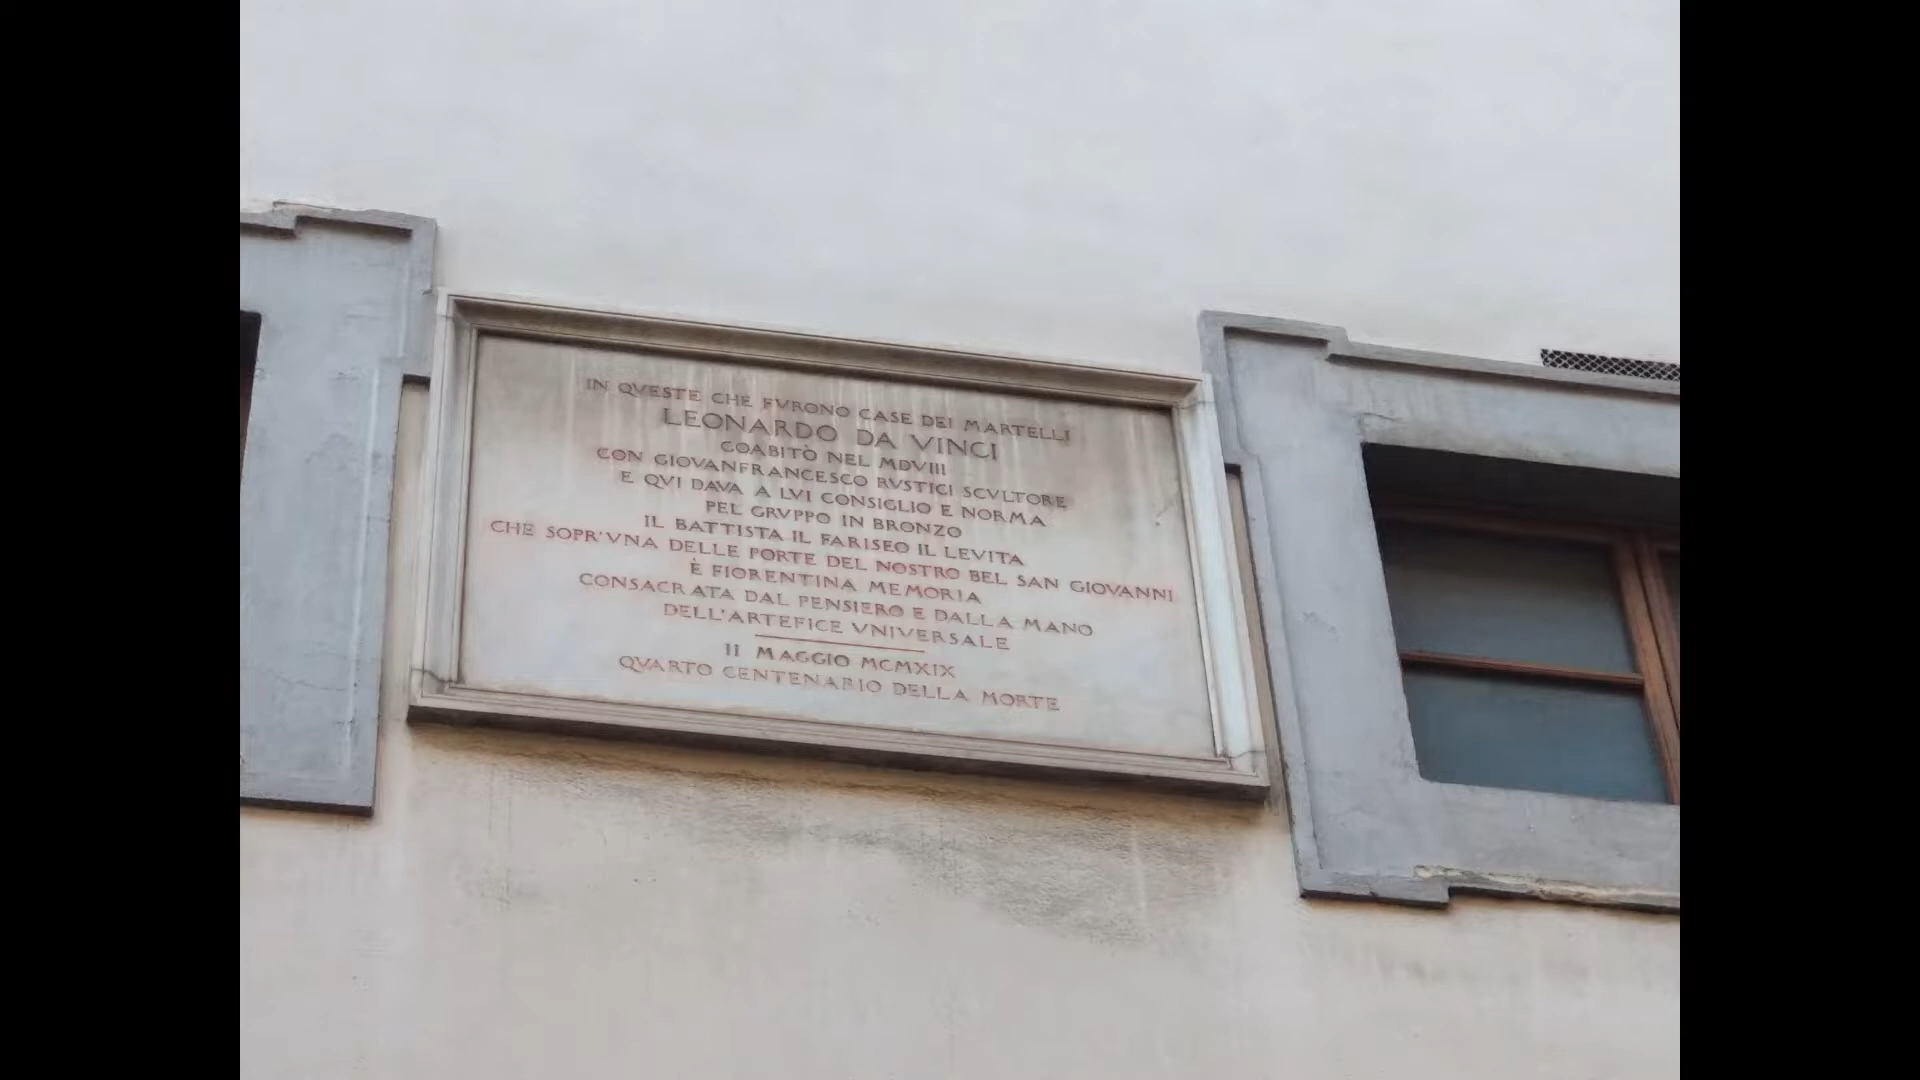 IN QVESTE CHE FVRONO CASE DEI MARTELLI
LEONARDO DA VINCI
COABITÒ NEL MDVIII
CON GIOVANFRANCESCO RVSTICI SCVLTORE
E QVI DAVA A LVI CONSIGLIO E NORMA
PEL GRVPPO IN BRONZO
IL BATTISTA IL FARISEO IL LEVITA
CHE SOPR'VNA DELLE PORTE DEL NOSTRO BEL SAN GIOVANNI
È FIORENTINA MEMORIA
CONSACRATA DAL PENSIERO E DALLA MANO
DELL'ARTEFICE VNIVERSALE
II MAGGIO MCMXIX
QVARTO CENTENARIO DELLA MORTE